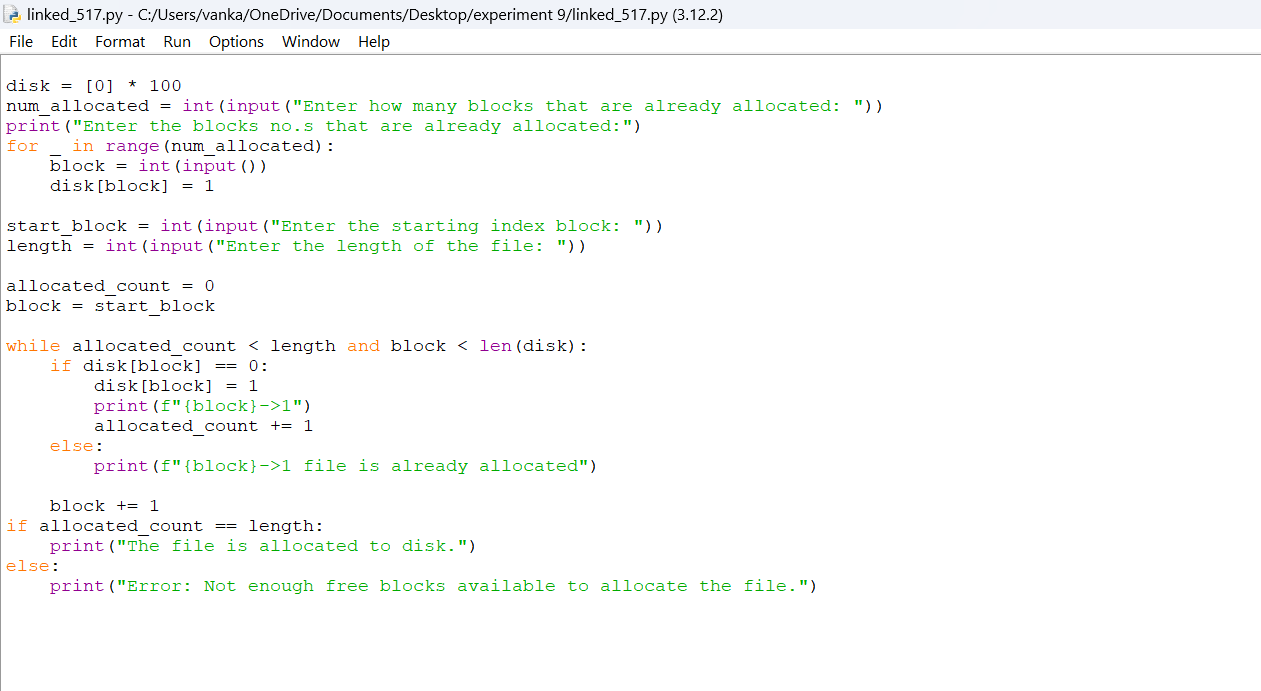 linked_517.py - C:/Users/vanka/OneDrive/Documents/Desktop/experiment 9/linked_517.py (3.12.2)
File Edit Format Run Options Window Help
disk = [0] * 100
num_allocated = int(input("Enter how many blocks that are already allocated: "))
print("Enter the blocks no.s that are already allocated:")
for _ in range(num_allocated):
    block = int(input())
    disk[block] = 1
start_block = int(input("Enter the starting index block: "))
length = int(input("Enter the length of the file: "))
allocated_count = 0
block = start_block
while allocated_count < length and block < len(disk):
    if disk[block] == 0:
        disk[block] = 1
        print(f"{block}->1")
        allocated_count += 1
    else:
        print(f"{block}->1 file is already allocated")
    block += 1
if allocated_count == length:
    print("The file is allocated to disk.")
else:
    print("Error: Not enough free blocks available to allocate the file.")